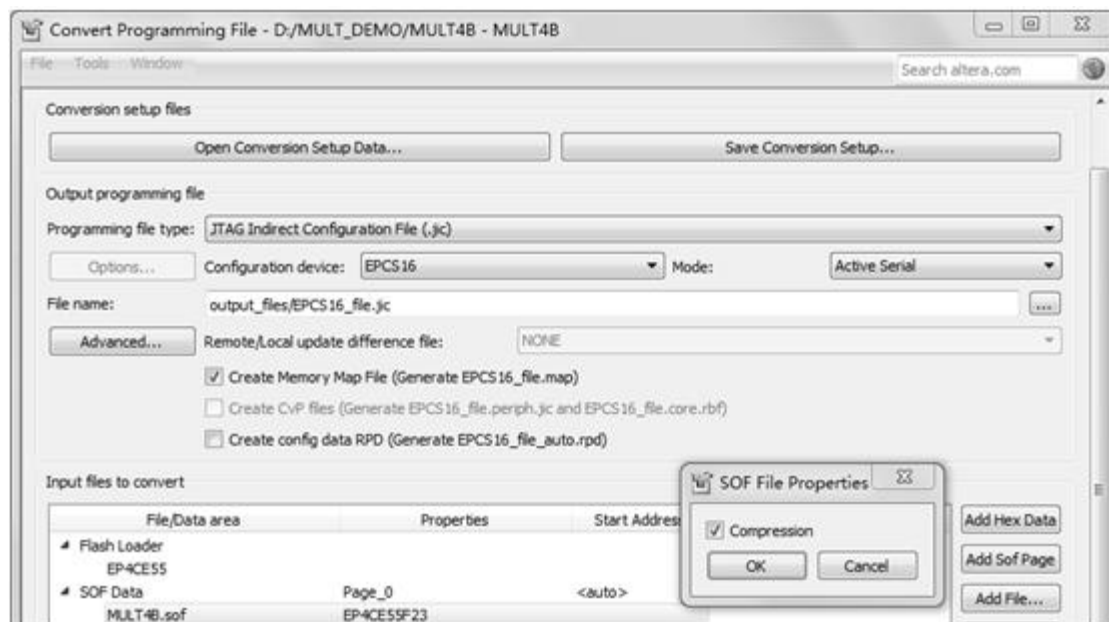 Convert Programming File - D:/MULT_DEMO/MULT4B - MULT4B
File Tools Window
Search altera.com
Conversion setup files
Open Conversion Setup Data...
Save Conversion Setup...
Output programming file
Programming file type:
JTAG Indirect Configuration File (.jic)
Options...
Configuration device:
EPCS16
Mode:
Active Serial
File name:
output_files/EPCS16_file.jic
...
Advanced...
Remote/Local update difference file:
NONE
Create Memory Map File (Generate EPCS16_file.map)
Create CvP files (Generate EPCS16_file.periph.jic and EPCS16_file.core.rbf)
Create config data RPD (Generate EPCS16_file_auto.rpd)
Input files to convert
File/Data area Properties Start Address
Flash Loader
EP4CE55
SOF Data Page_0 <auto>
MULT4B.sof EP4CE55F23
SOF File Properties
Compression
OK
Cancel
Add Hex Data
Add Sof Page
Add File...